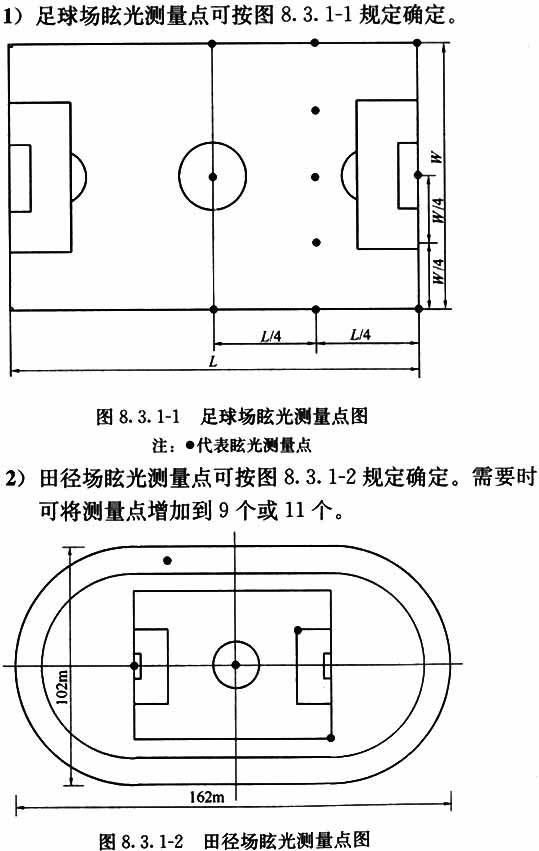 1）足球场眩光测量点可按图 8.3.1-1 规定确定。
W
W/4
W/4
L/4
L/4
L
图 8.3.1-1 足球场眩光测量点图
注：●代表眩光测量点
2）田径场眩光测量点可按图 8.3.1-2 规定确定。需要时
可将测量点增加到 9 个或 11 个。
102m
162m
图 8.3.1-2 田径场眩光测量点图